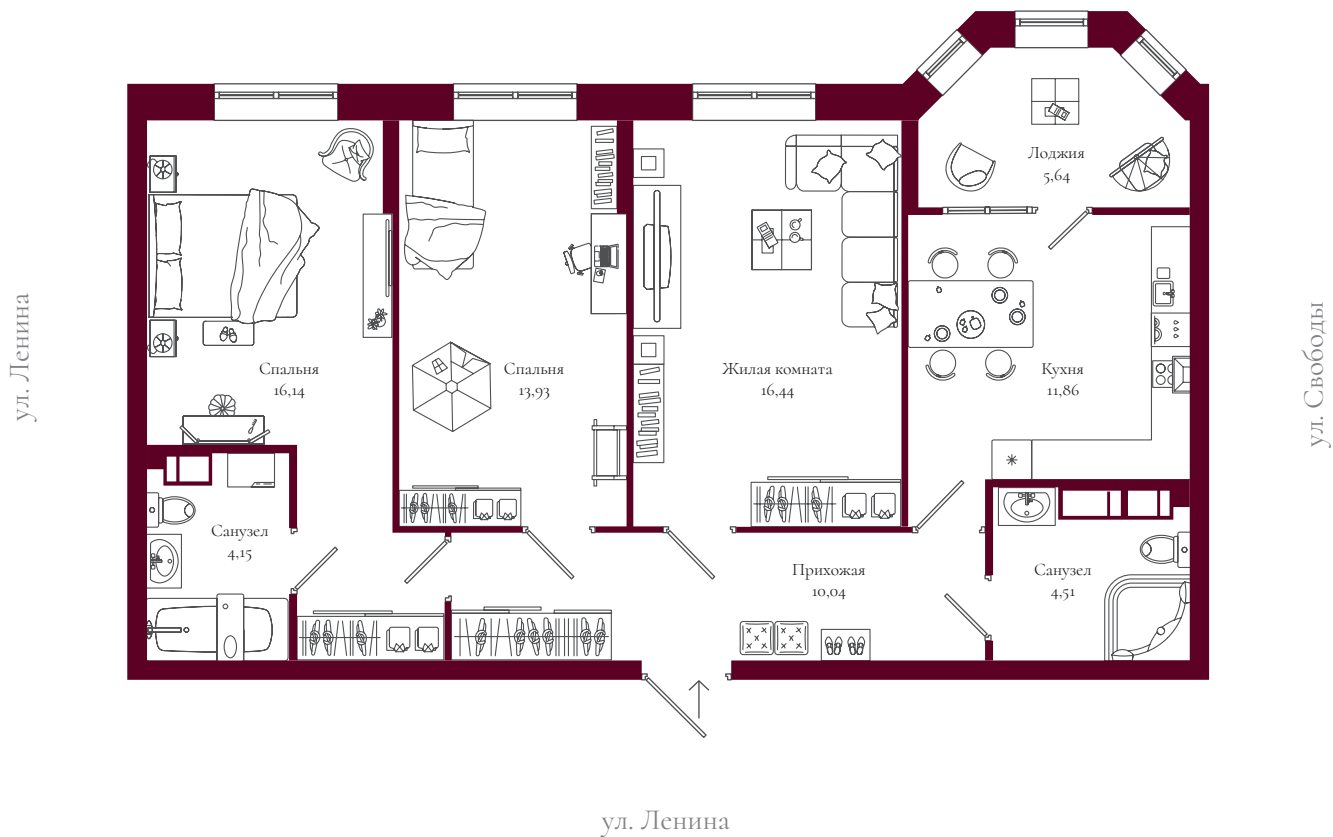 Лоджия
5,64
ул. Ленина
ул. Свободы
Спальня
16,14
Спальня
13,93
Жилая комната
16,44
Кухня
11,86
Санузел
4,15
Прихожая
10,04
Санузел
4,51
ул. Ленина